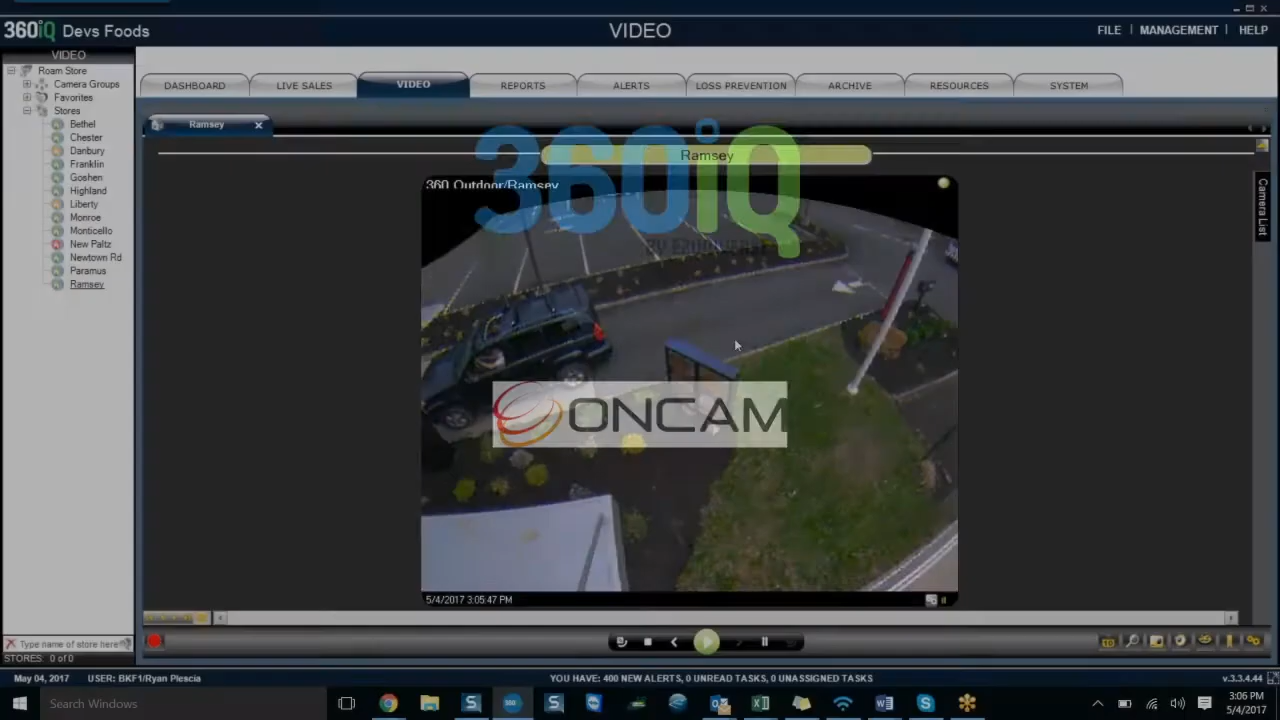 360iQ Devs Foods
VIDEO
FILE | MANAGEMENT | HELP
VIDEO
Roam Store
Camera Groups
Favorites
Stores
Bethel
Chester
Danbury
Franklin
Goshen
Highland
Liberty
Monroe
Monticello
New Paltz
Newtown Rd
Paramus
Ramsey
DASHBOARD
LIVE SALES
VIDEO
REPORTS
ALERTS
LOSS PREVENTION
ARCHIVE
RESOURCES
SYSTEM
Ramsey
Ramsey
360iQ
360 Outdoor/Ramsey
Camera List
ONCAM
5/4/2017 3:05:47 PM
Type name of store here
STORES: 0 of 0
May 04, 2017 USER: BKF1/Ryan Plescia
YOU HAVE: 400 NEW ALERTS, 0 UNREAD TASKS, 0 UNASSIGNED TASKS
v.3.3.4.44
Search Windows
3:06 PM
5/4/2017